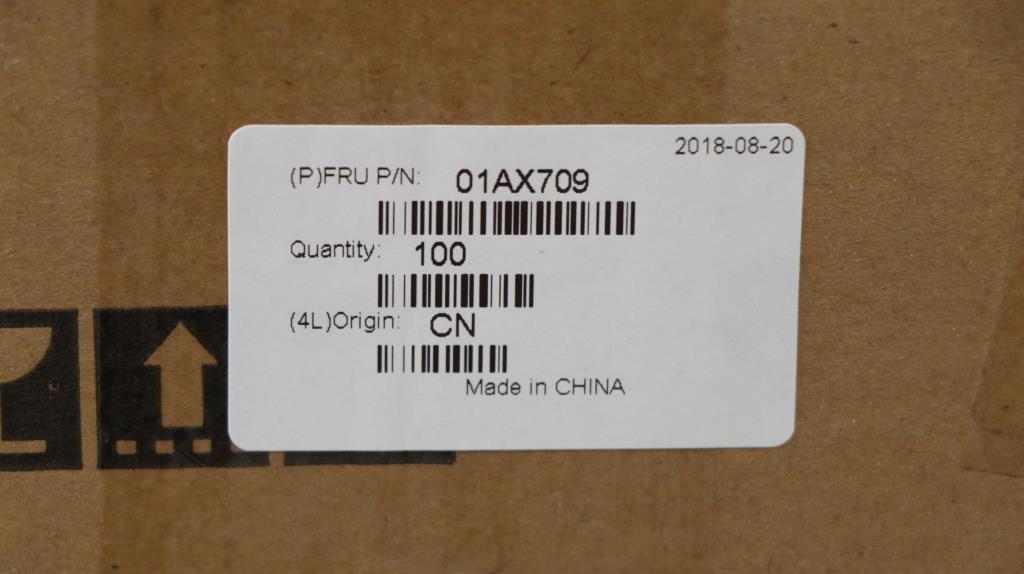 2018-08-20
(P)FRU P/N: 01AX709
Quantity: 100
(4L)Origin: CN
Made in CHINA